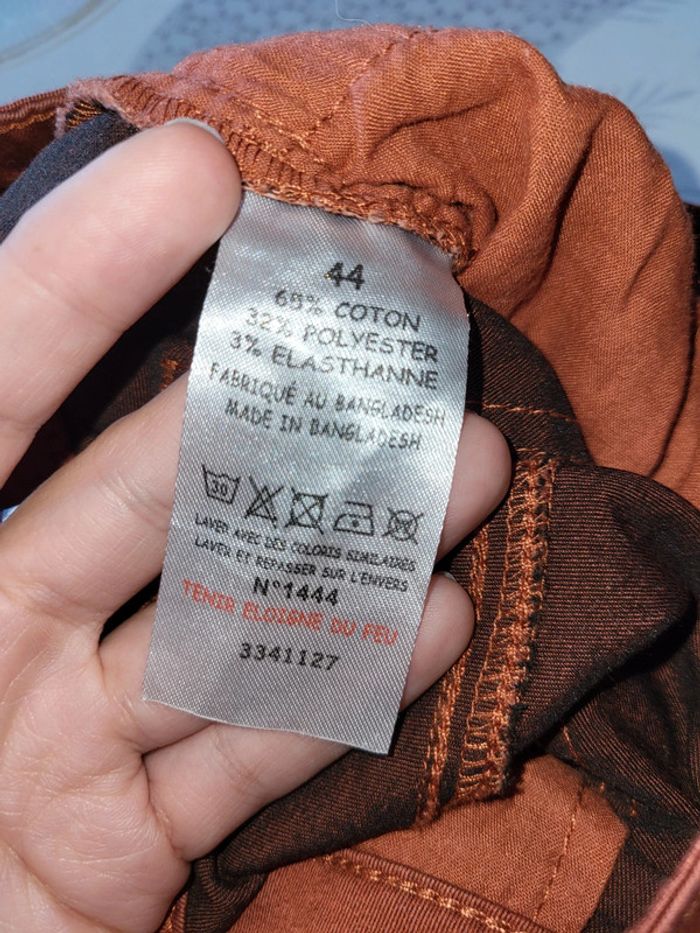 44
65% COTON
32% POLYESTER
3% ELASTHANNE
FABRIQUÉ AU BANGLADESH
MADE IN BANGLADESH
30
LAVER AVEC DES COLORIS SIMILAIRES
LAVER ET REPASSER SUR L'ENVERS
N°1444
TENIR ELOIGNE DU FEU
3341127